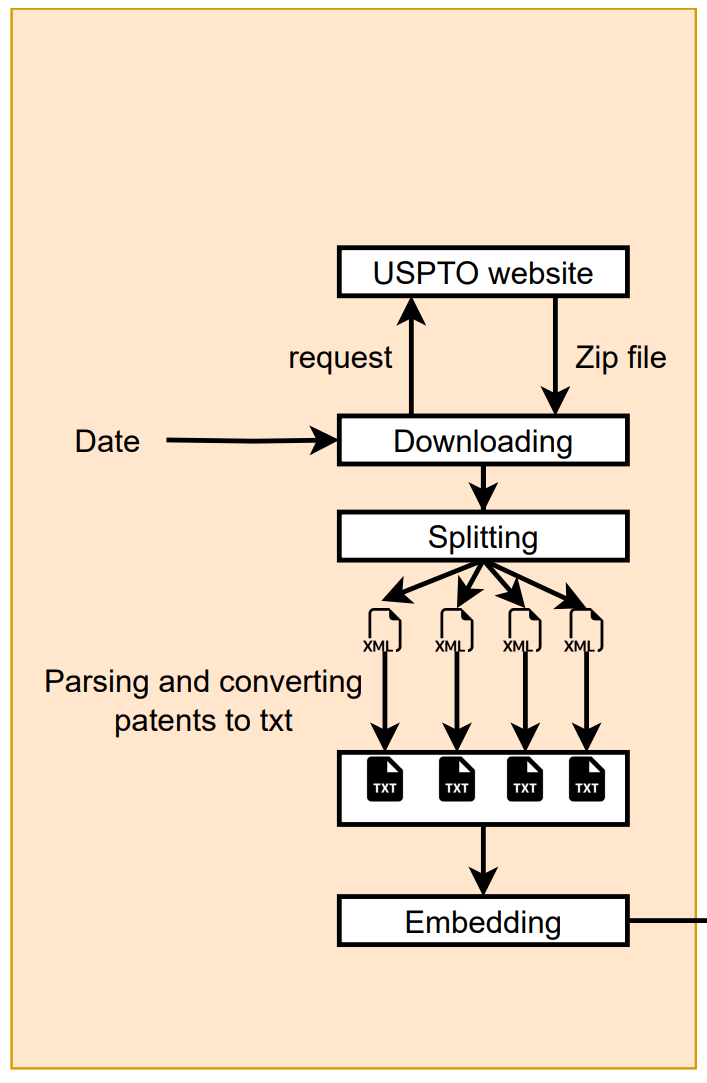 USPTO website
request
Zip file
Date
Downloading
Splitting
XML
XML
XML
XML
Parsing and converting
patents to txt
TXT
TXT
TXT
TXT
Embedding